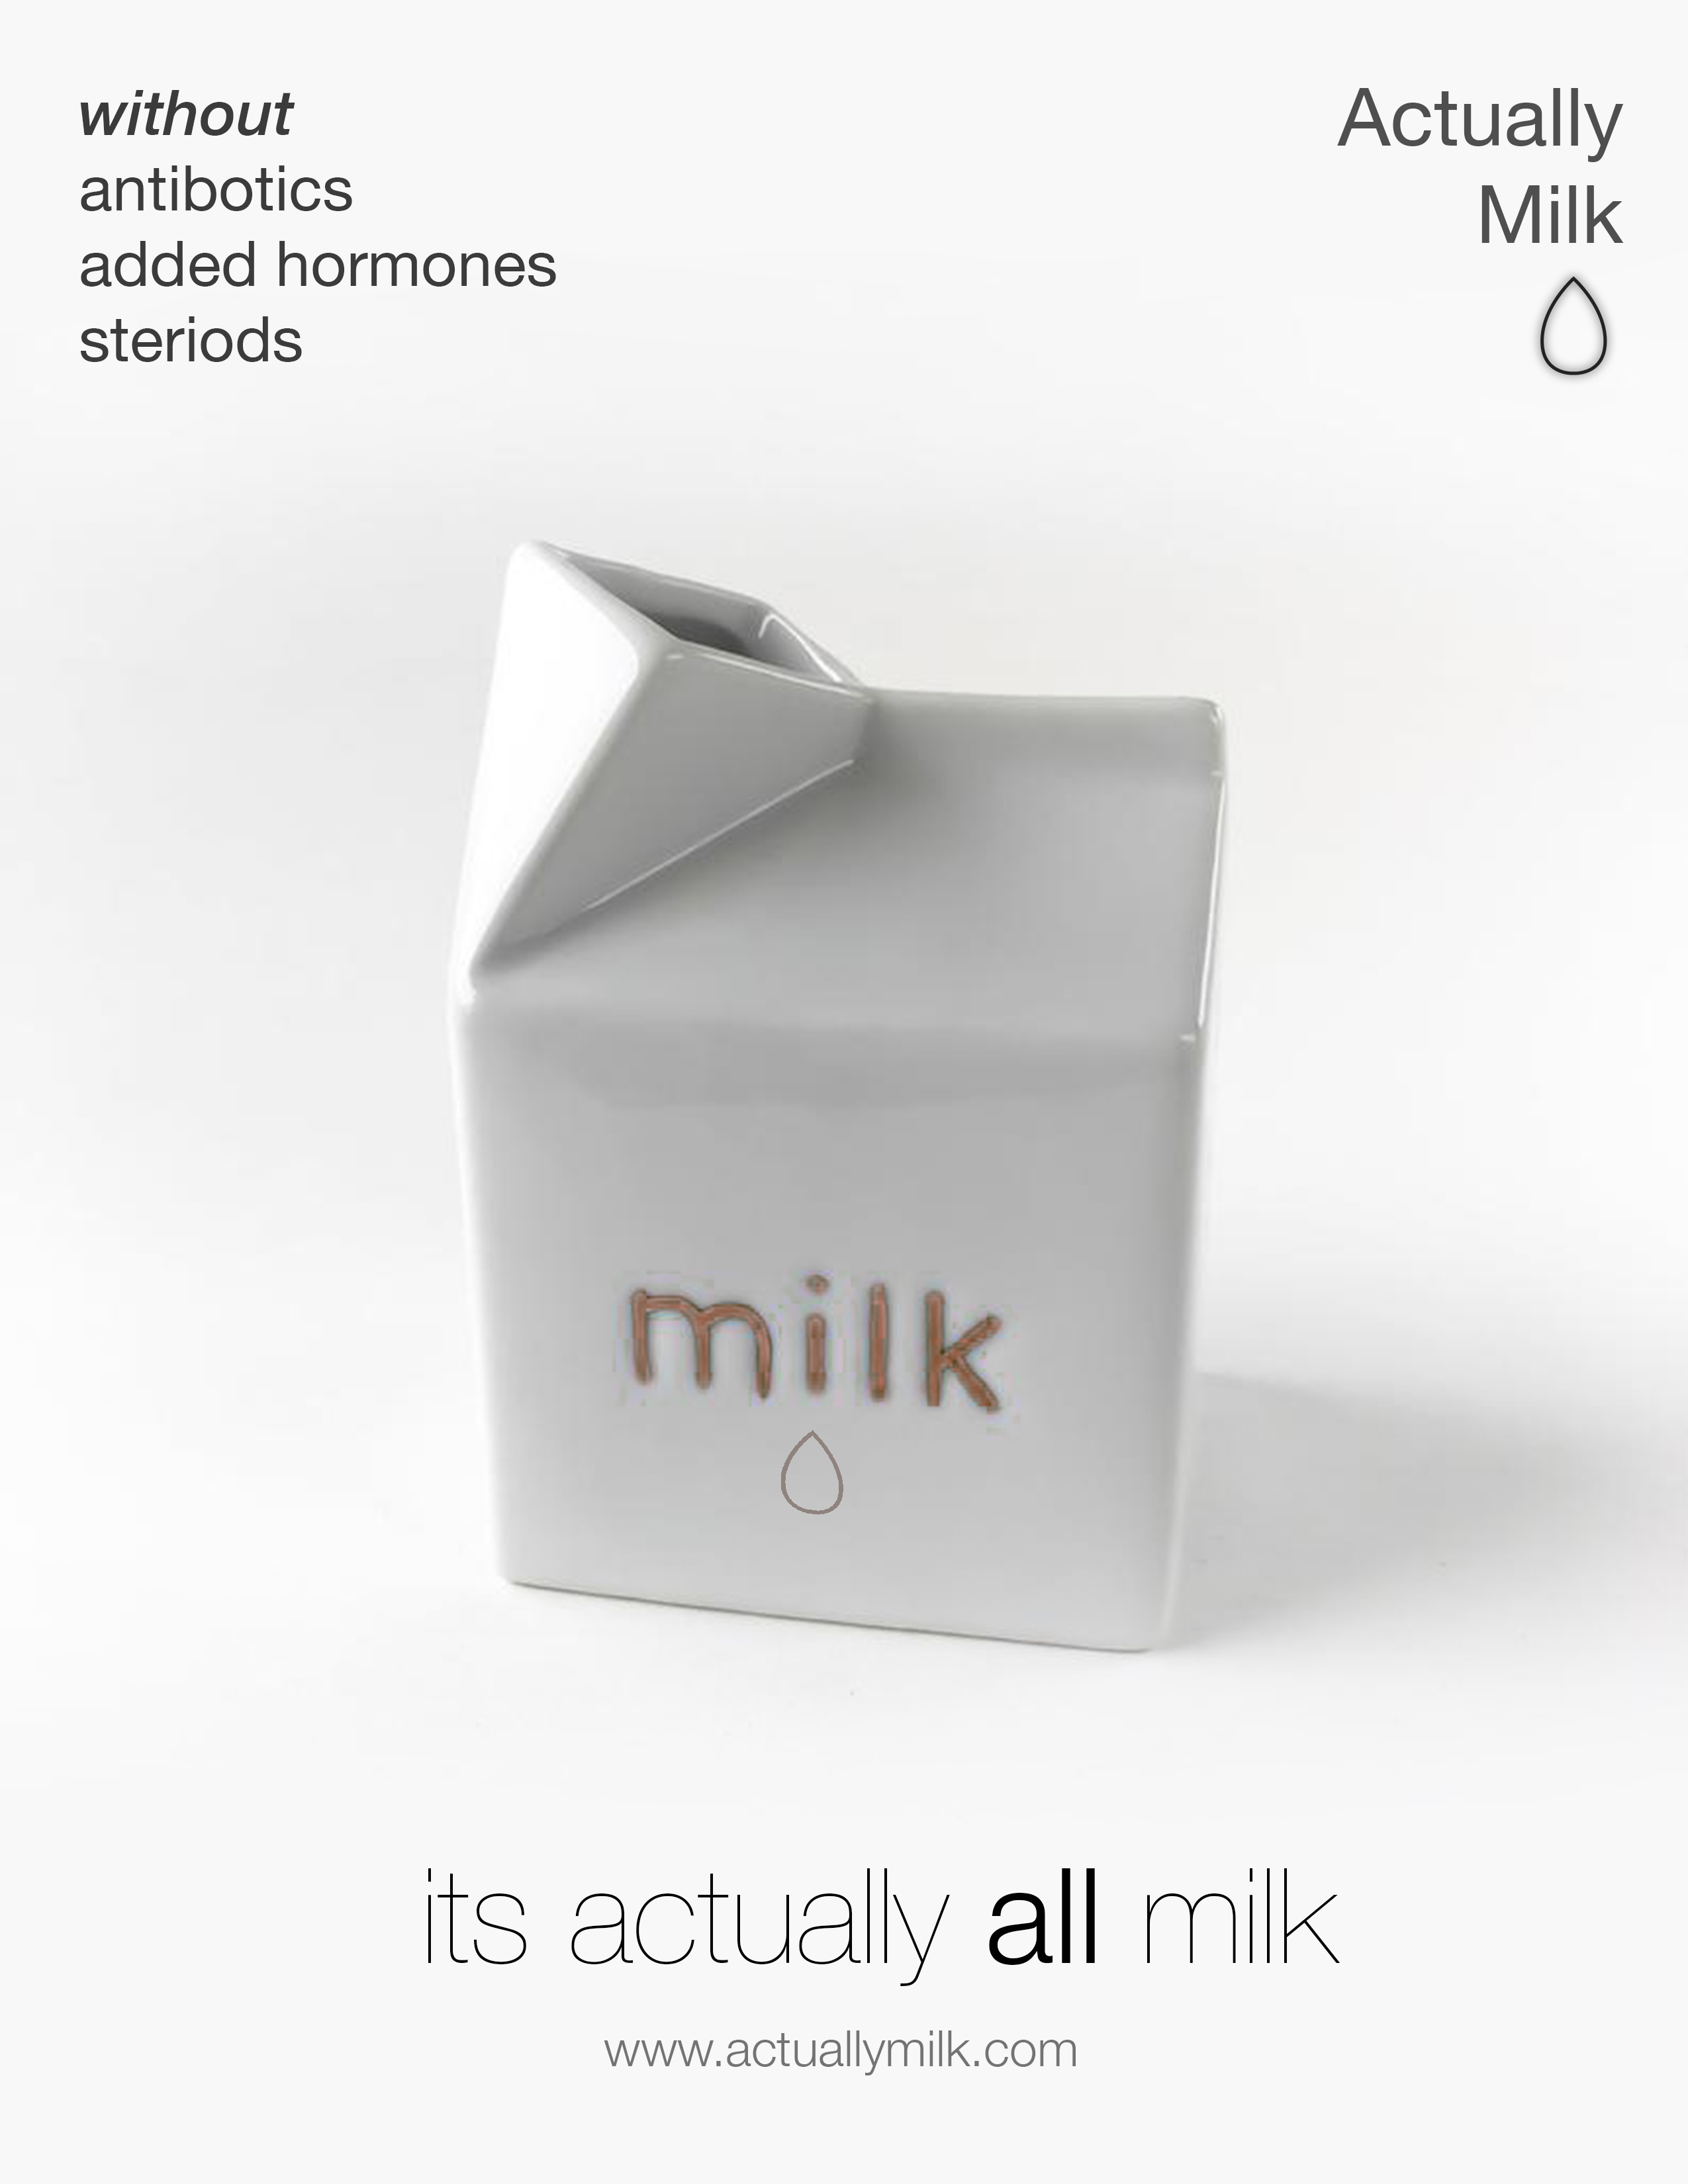 without
antibotics
added hormones
steriods
Actually
Milk
milk
its actually all milk
www.actuallymilk.com